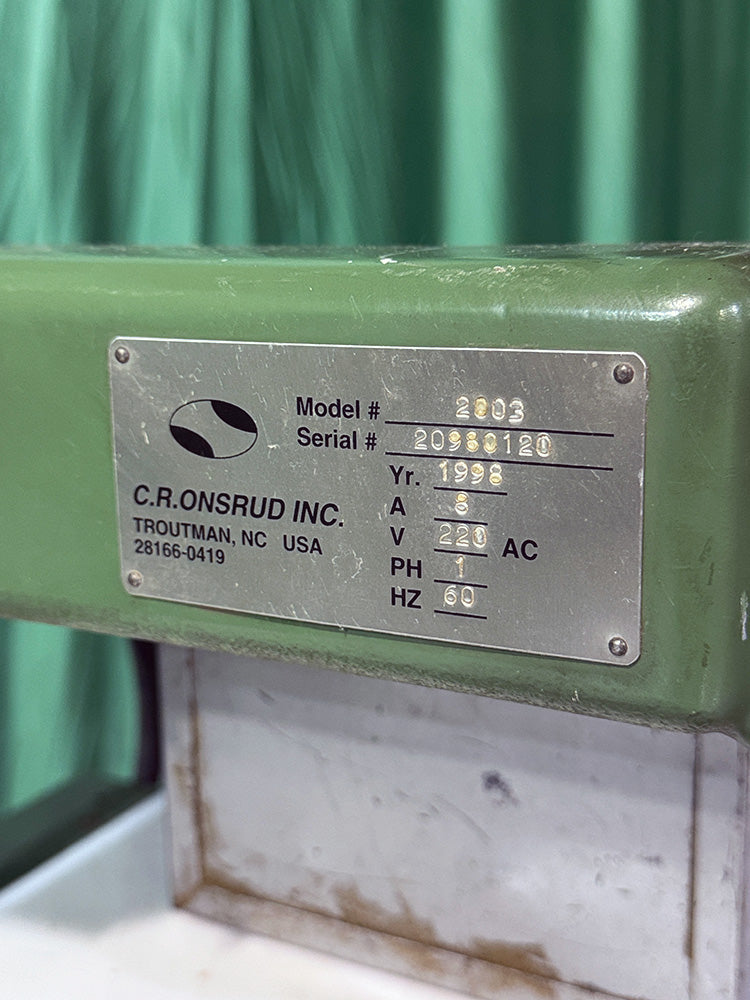 Model # 2003
Serial # 20980120
Yr. 1998
A 8
V 220 AC
PH 1
HZ 60
C.R.ONSRUD INC.
TROUTMAN, NC USA
28166-0419